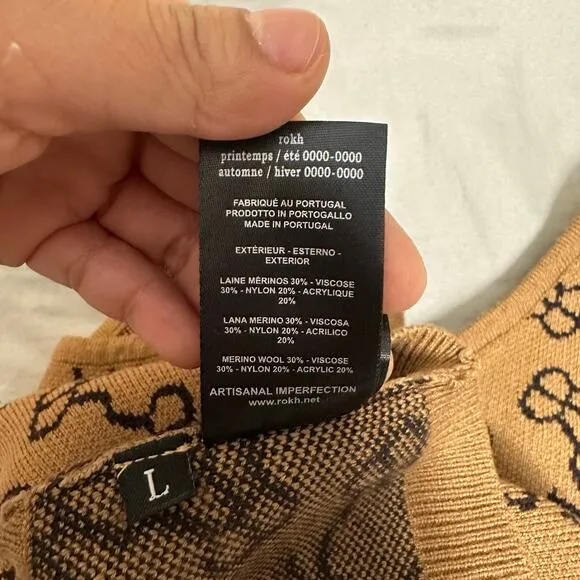 rokh
printemps / été 0000-0000
automne / hiver 0000-0000
FABRIQUÉ AU PORTUGAL
PRODOTTO IN PORTOGALLO
MADE IN PORTUGAL
EXTÉRIEUR - ESTERNO -
EXTERIOR
LAINE MÉRINOS 30% - VISCOSE
30% - NYLON 20% - ACRYLIQUE
20%
LANA MERINO 30% - VISCOSA
30% - NYLON 20% - ACRILICO
20%
MERINO WOOL 30% - VISCOSE
30% - NYLON 20% - ACRYLIC 20%
ARTISANAL IMPERFECTION
www.rokh.net
L